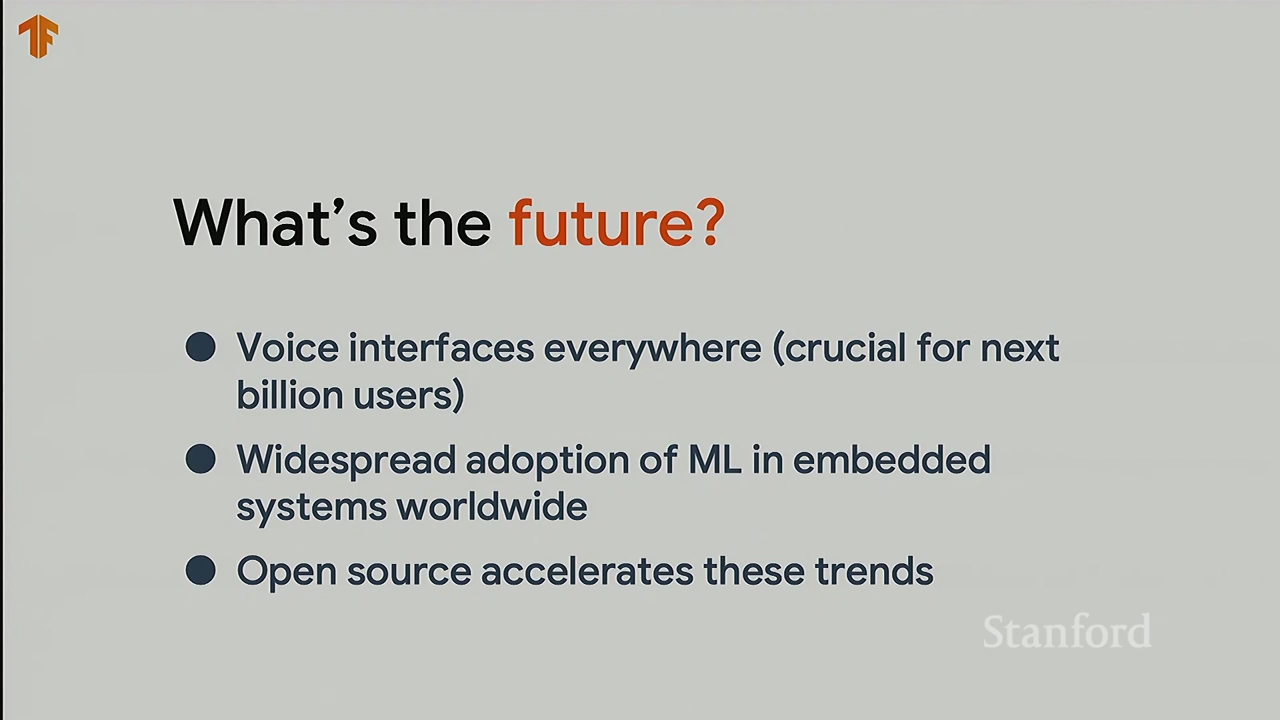 What's the future?
Voice interfaces everywhere (crucial for next
billion users)
Widespread adoption of ML in embedded
systems worldwide
Open source accelerates these trends
Stanford